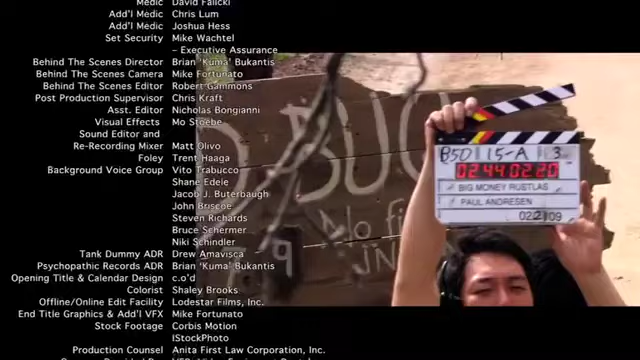 Medic David Falicki
Add'l Medic Chris Lum
Add'l Medic Joshua Hess
Set Security Mike Wachtel
– Executive Assurance
Behind The Scenes Director Brian 'Kuma' Bukantis
Behind The Scenes Camera Mike Fortunato
Behind The Scenes Editor Robert Gammons
Post Production Supervisor Chris Kraft
Asst. Editor Nicholas Bongianni
Visual Effects Mo Stoebe
Sound Editor and
Re-Recording Mixer Matt Olivo
Foley Trent Haaga
Background Voice Group Vito Trabucco
Shane Edele
Jacob J. Buterbaugh
John Briscoe
Steven Richards
Bruce Schermer
Niki Schindler
Tank Dummy ADR Drew Amavisca
Psychopathic Records ADR Brian 'Kuma' Bukantis
Opening Title & Calendar Design c.o'd
Colorist Shaley Brooks
Offline/Online Edit Facility Lodestar Films, Inc.
End Title Graphics & Add'l VFX Mike Fortunato
Stock Footage Corbis Motion
IStockPhoto
Production Counsel Anita First Law Corporation, Inc.
BUC
No fi
JN
9
B50 115-A 3
02440220
BIG MONEY RUSTLAS
PAUL ANDRESEN